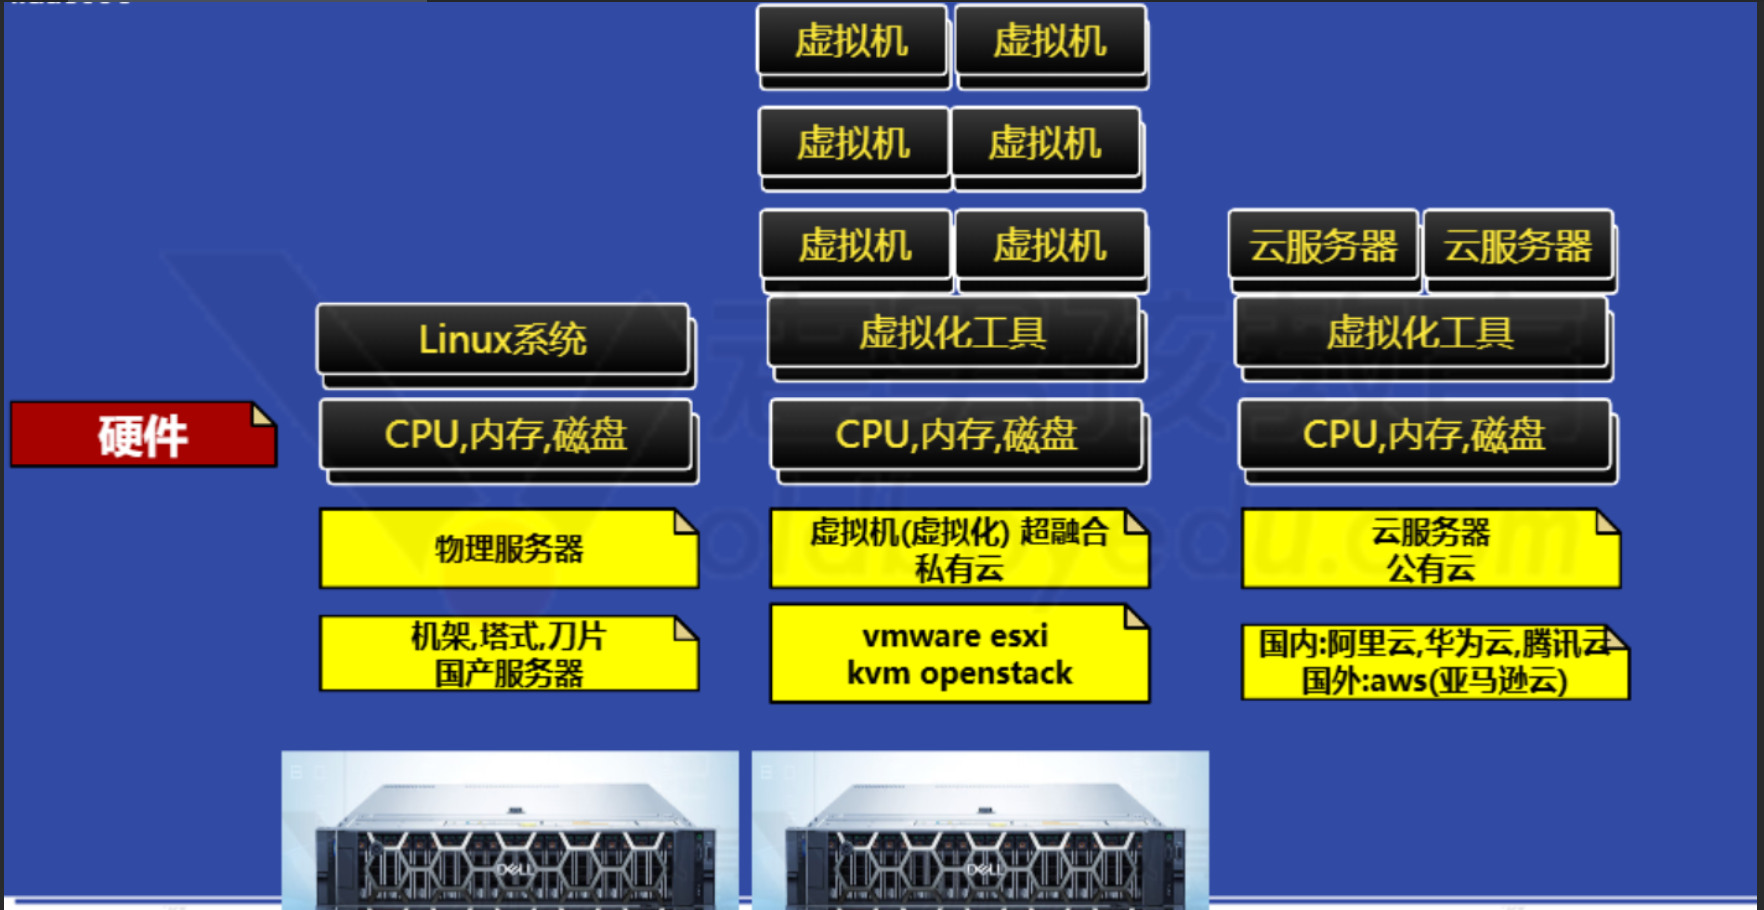 虚拟机 虚拟机
虚拟机 虚拟机
虚拟机 虚拟机 云服务器 云服务器
Linux系统 虚拟化工具 虚拟化工具
硬件 CPU,内存,磁盘 CPU,内存,磁盘 CPU,内存,磁盘
物理服务器
虚拟机(虚拟化) 超融合
私有云
云服务器
公有云
机架,塔式,刀片
国产服务器
vmware esxi
kvm openstack
国内:阿里云,华为云,腾讯云
国外:aws(亚马逊云)
oldboyedu.com
DELL DELL